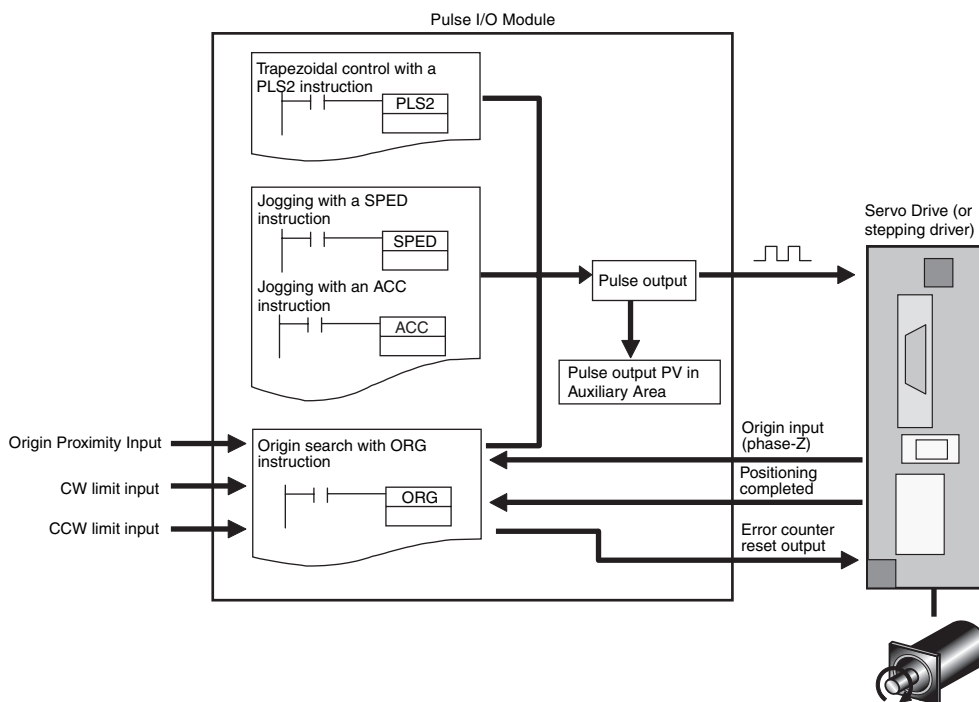 Pulse I/O Module
Trapezoidal control with a
PLS2 instruction
PLS2
Jogging with a SPED
instruction
SPED
Jogging with an ACC
instruction
ACC
Pulse output
Pulse output PV in
Auxiliary Area
Servo Drive (or
stepping driver)
Origin Proximity Input
CW limit input
CCW limit input
Origin search with ORG
instruction
ORG
Origin input
(phase-Z)
Positioning
completed
Error counter
reset output